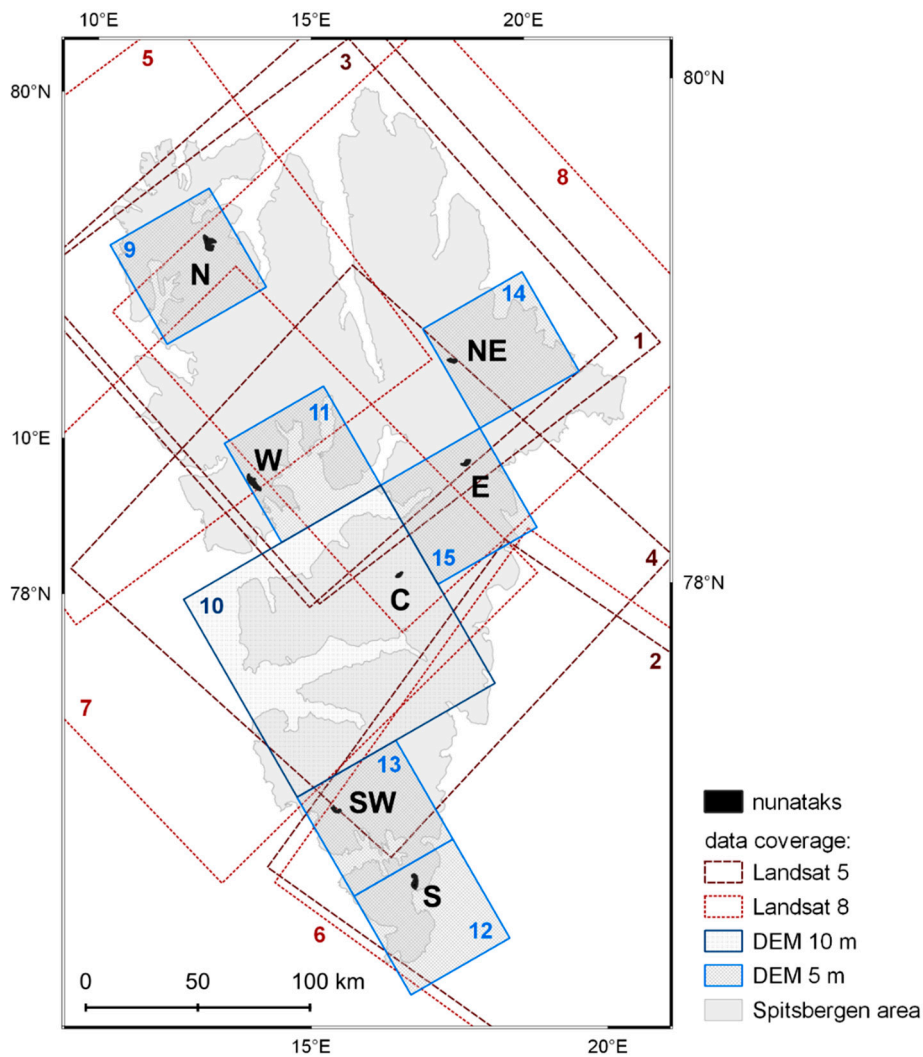 10°E 15°E 20°E
5 3
80°N 80°N
8
9
N
14
1
NE
11
10°E
W
E
15
4
78°N 78°N
10
C
2
7
13
SW
nunataks
data coverage:
S
Landsat 5
Landsat 8
6
12
DEM 10 m
DEM 5 m
0 50 100 km
Spitsbergen area
15°E 20°E